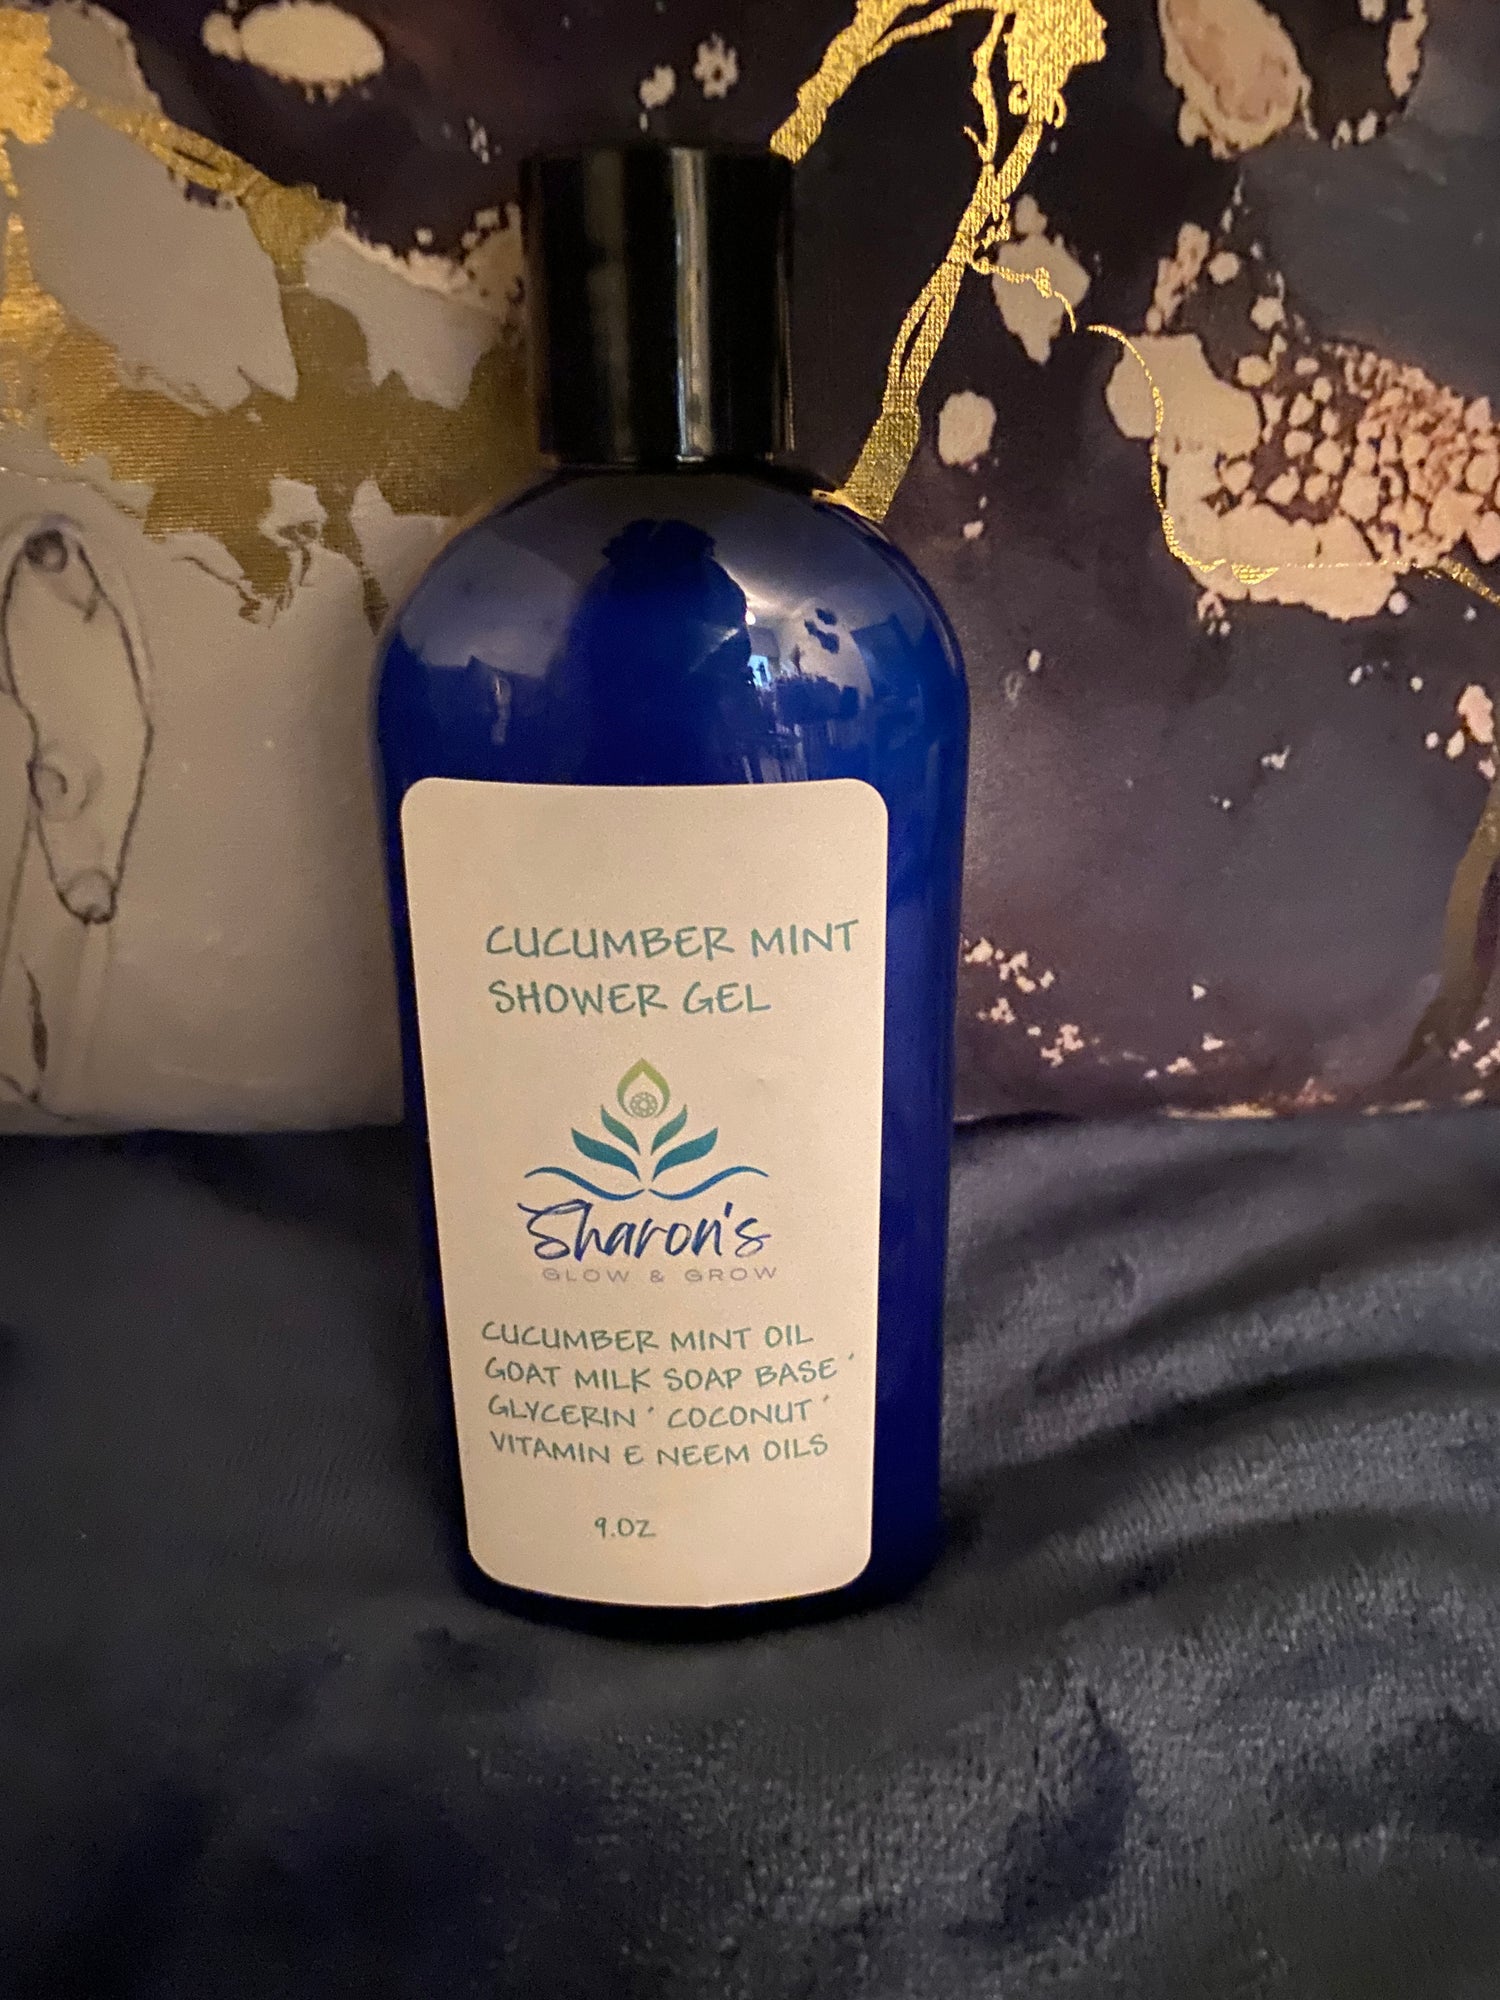 CUCUMBER MINT
SHOWER GEL
Sharon's
GLOW & GROW
CUCUMBER MINT OIL
GOAT MILK SOAP BASE '
GLYCERIN ' COCONUT '
VITAMIN E NEEM OILS
9.OZ